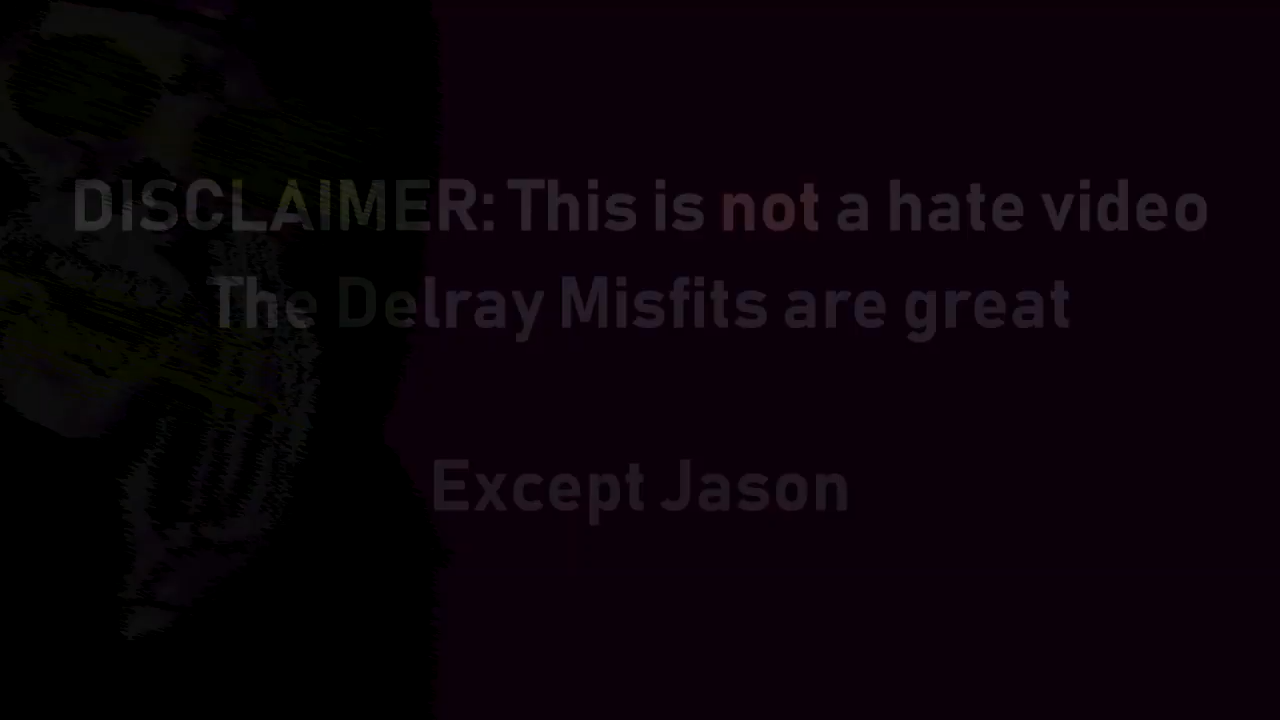 DISCLAIMER: This is not a hate video
The Delray Misfits are great
Except Jason